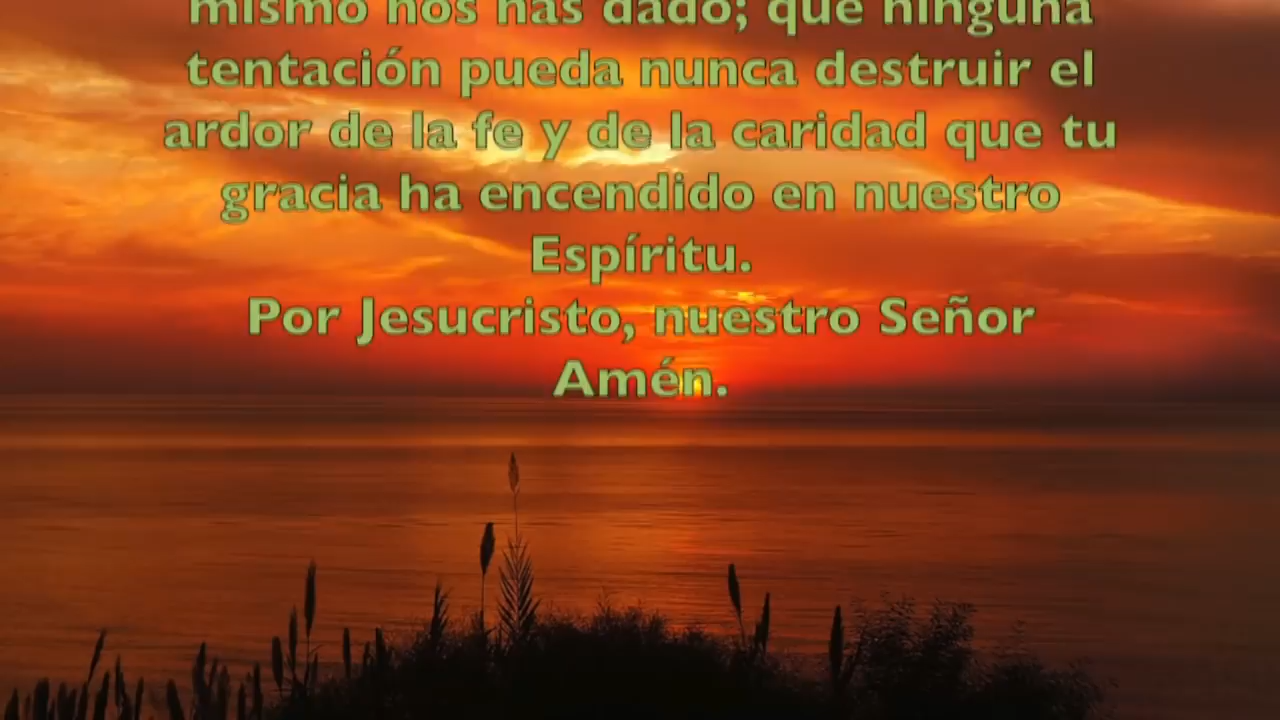 mismo nos has dado; que ninguna
tentación pueda nunca destruir el
ardor de la fe y de la caridad que tu
gracia ha encendido en nuestro
Espíritu.
Por Jesucristo, nuestro Señor
Amén.